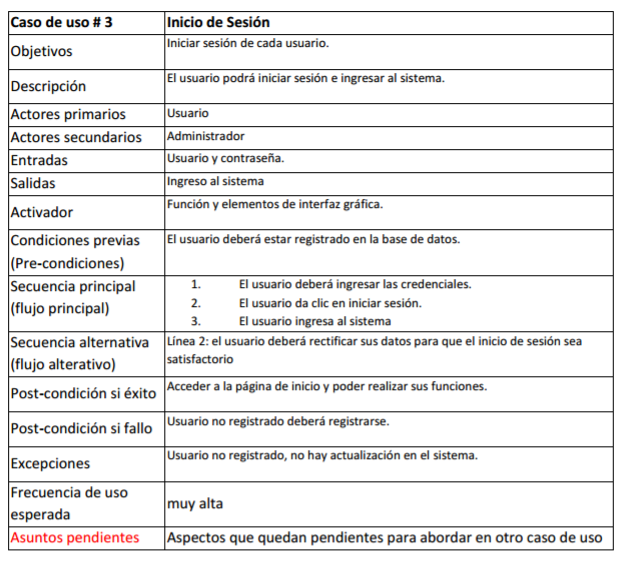 Caso de uso # 3 Inicio de Sesión
Objetivos Iniciar sesión de cada usuario.
Descripción El usuario podrá iniciar sesión e ingresar al sistema.
Actores primarios Usuario
Actores secundarios Administrador
Entradas Usuario y contraseña.
Salidas Ingreso al sistema
Activador Función y elementos de interfaz gráfica.
Condiciones previas El usuario deberá estar registrado en la base de datos.
(Pre-condiciones)
Secuencia principal 1. El usuario deberá ingresar las credenciales.
(flujo principal) 2. El usuario da clic en iniciar sesión.
3. El usuario ingresa al sistema
Secuencia alternativa Línea 2: el usuario deberá rectificar sus datos para que el inicio de sesión sea
(flujo alterativo) satisfactorio
Post-condición si éxito Acceder a la página de inicio y poder realizar sus funciones.
Post-condición si fallo Usuario no registrado deberá registrarse.
Excepciones Usuario no registrado, no hay actualización en el sistema.
Frecuencia de uso muy alta
esperada
Asuntos pendientes Aspectos que quedan pendientes para abordar en otro caso de uso